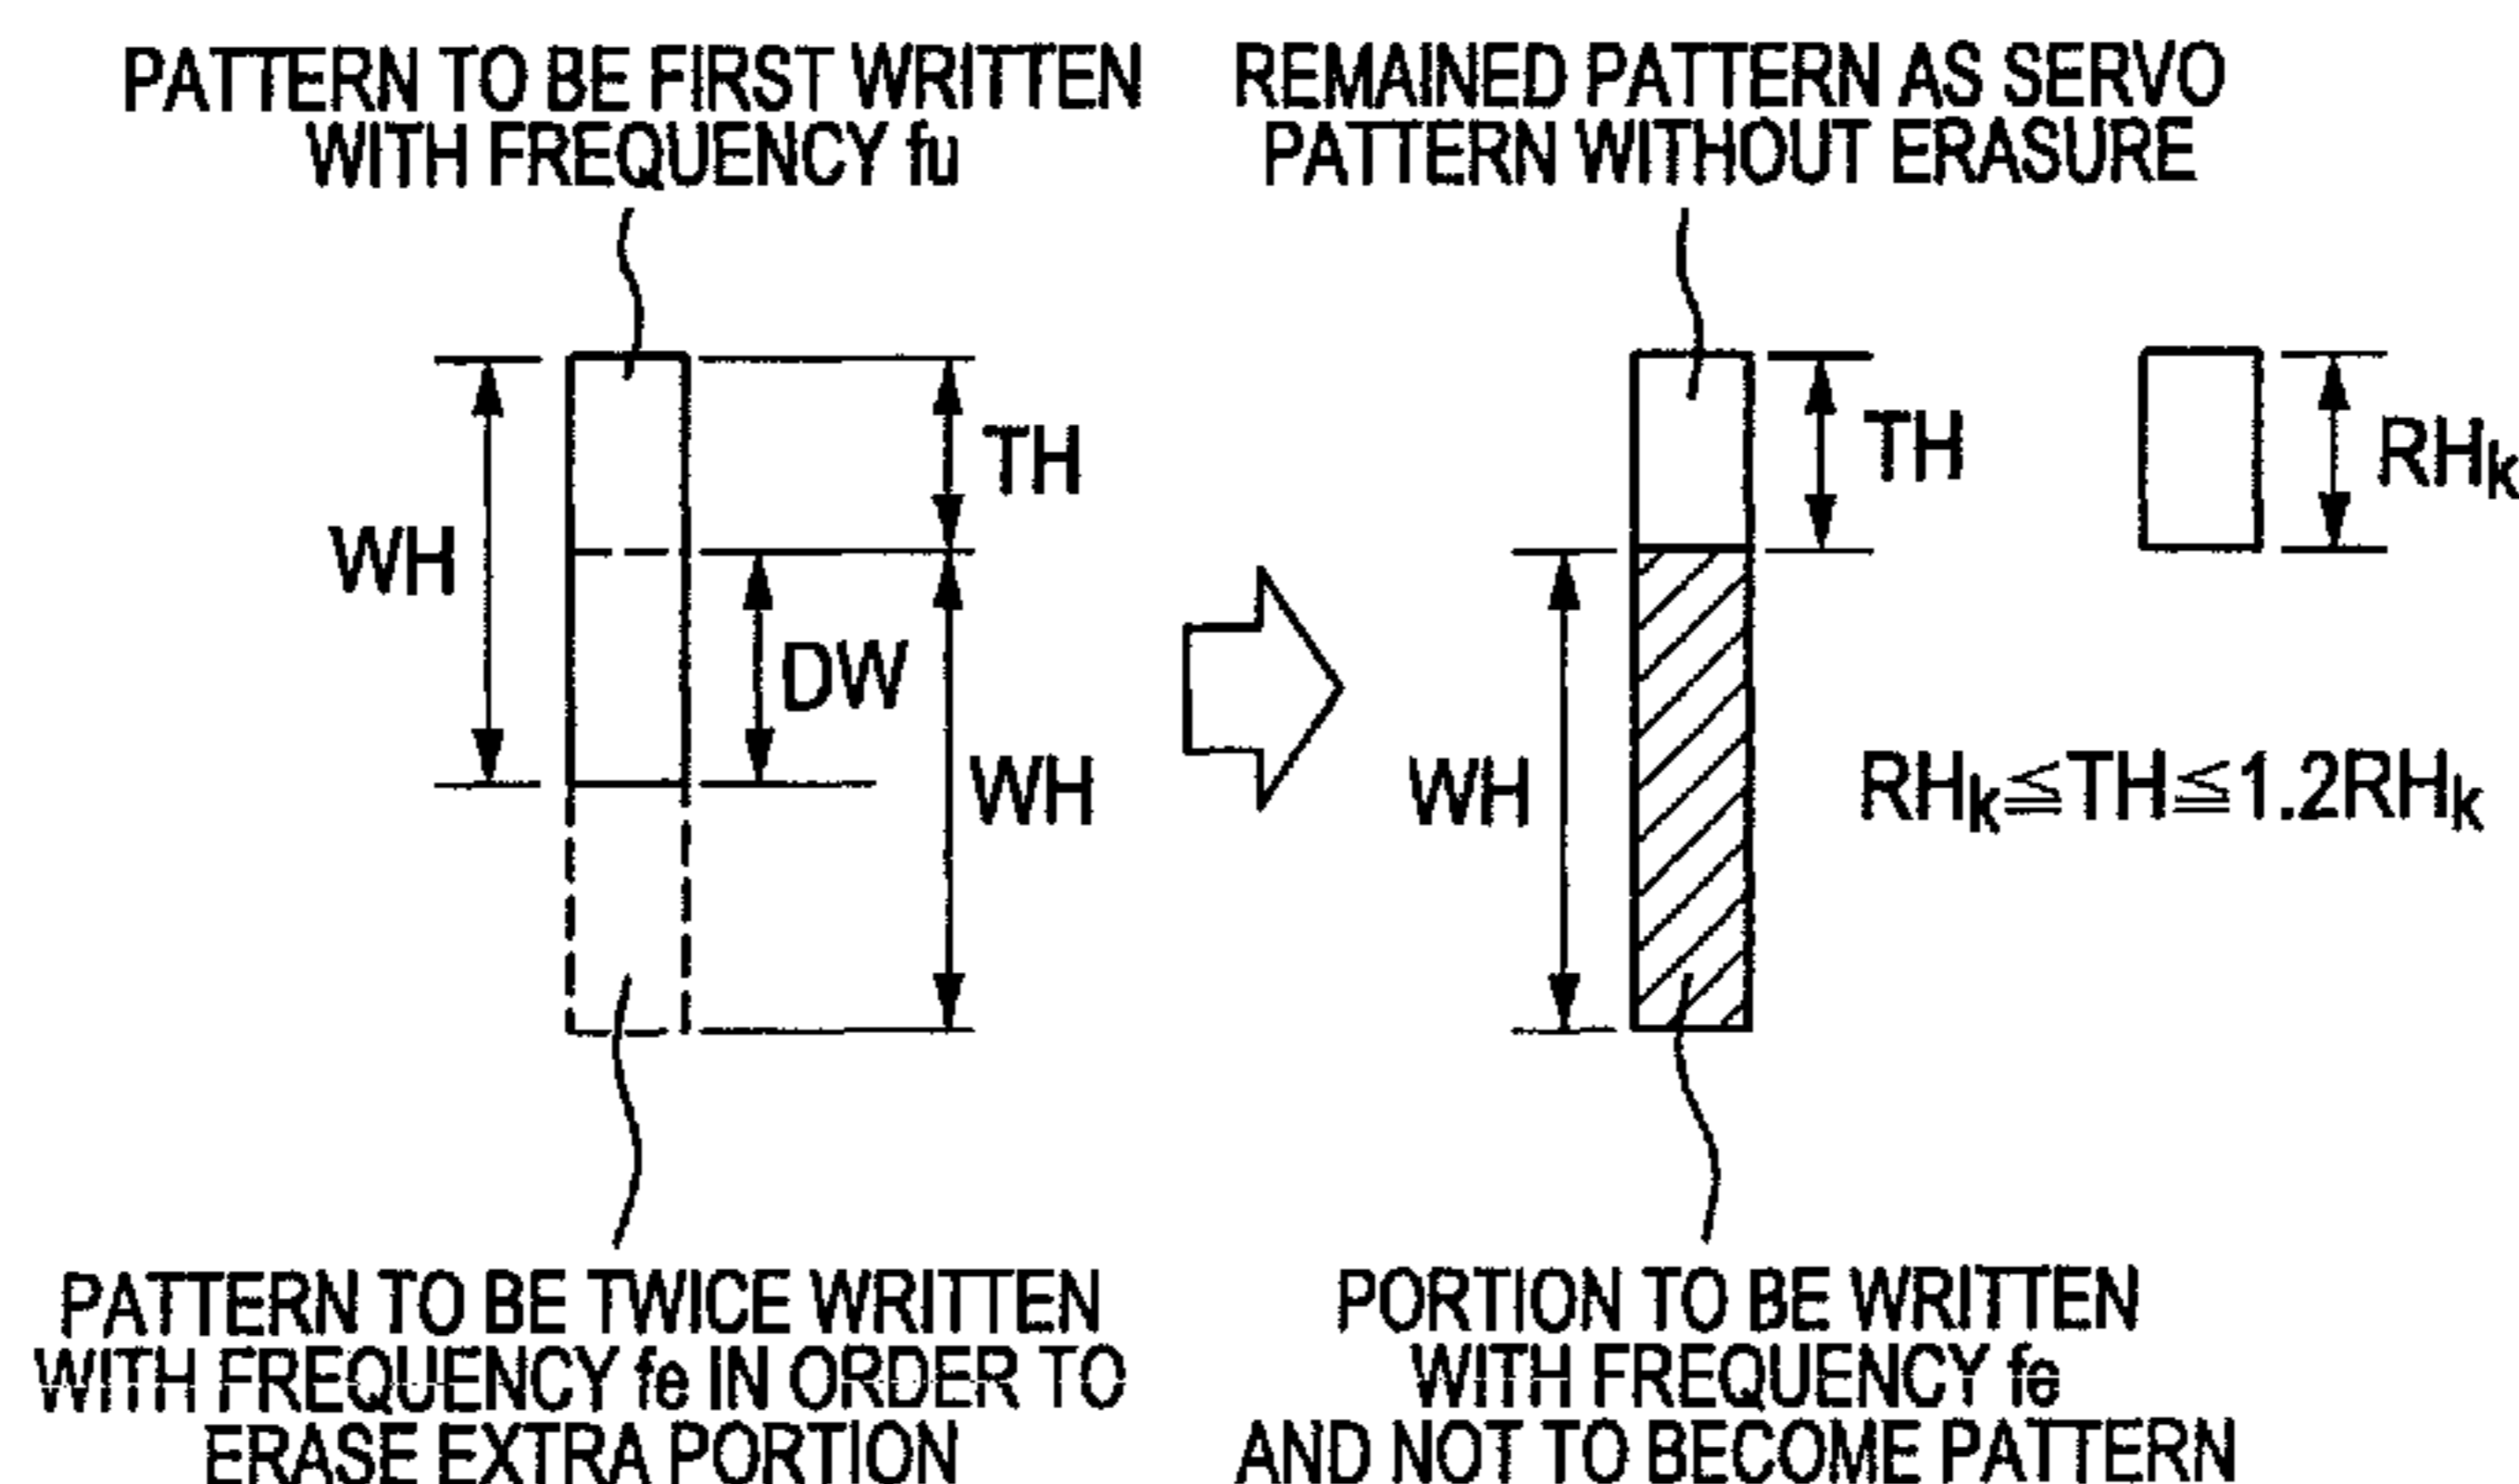 PATTERN TO BE FIRST WRITTEN
WITH FREQUENCY fu
REMAINED PATTERN AS SERVO
PATTERN WITHOUT ERASURE
WH
TH
DW
WH
TH
RHk
WH
RHk≦TH≦1.2RHk
PATTERN TO BE TWICE WRITTEN
WITH FREQUENCY fe IN ORDER TO
ERASE EXTRA PORTION
PORTION TO BE WRITTEN
WITH FREQUENCY fe
AND NOT TO BECOME PATTERN